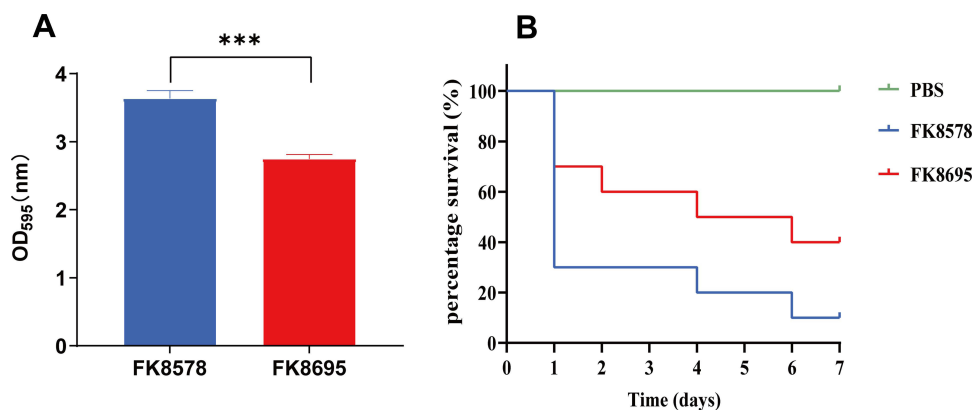 A
***
4
3
2
1
0
OD595(nm)
FK8578
FK8695
B
100
80
60
40
20
0
percentage survival (%)
0 1 2 3 4 5 6 7
Time (days)
PBS
FK8578
FK8695